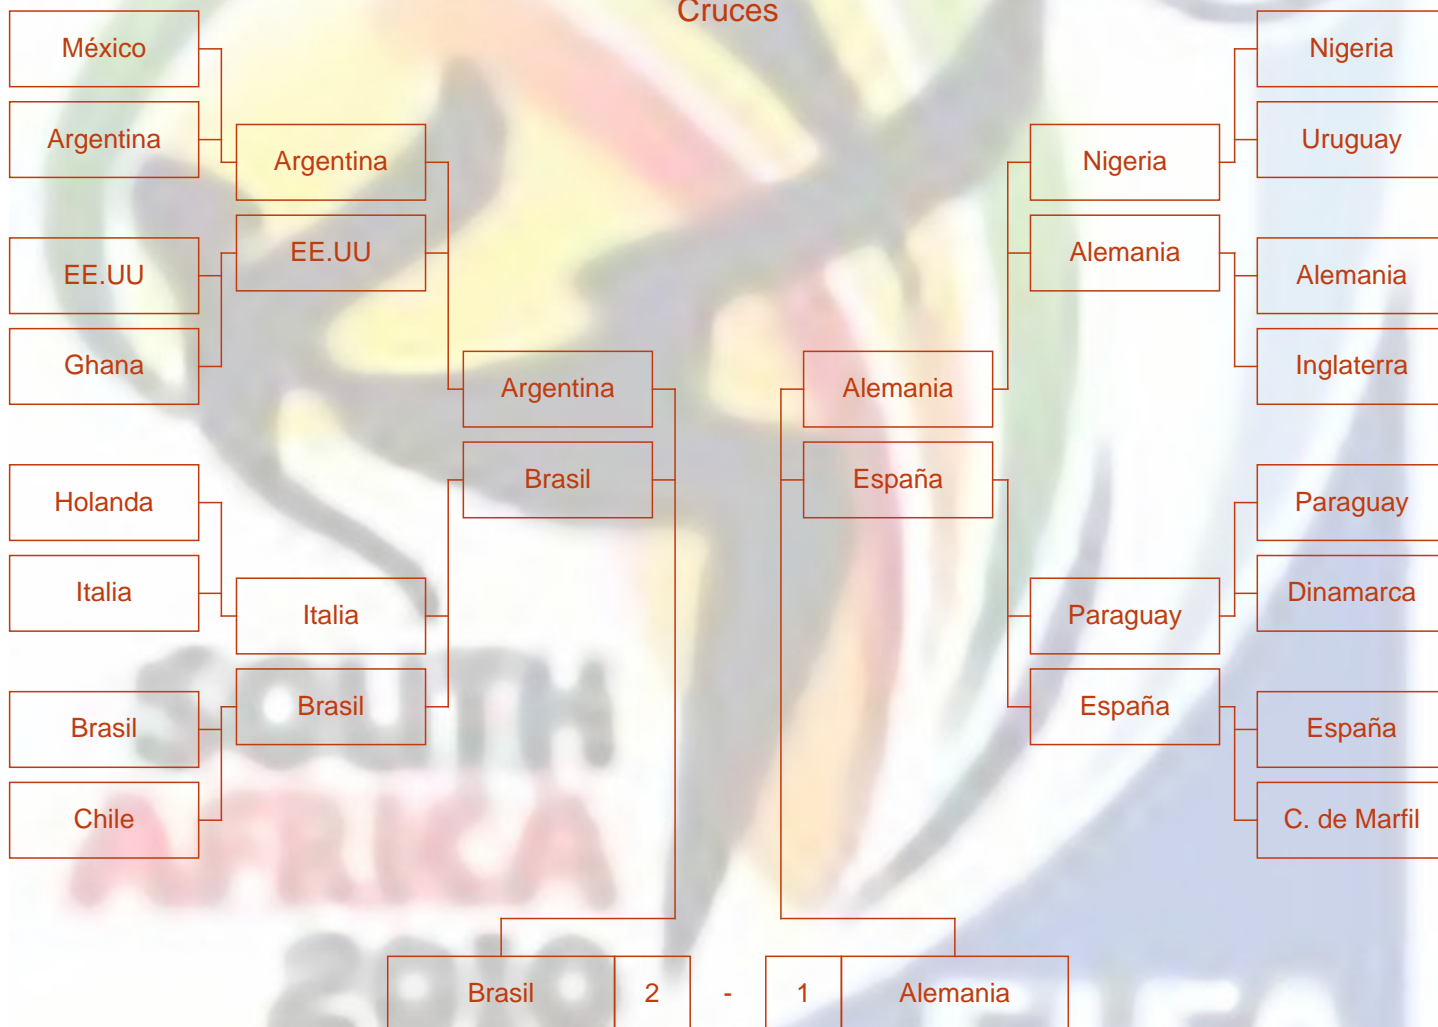 Cruces
México
Argentina
Argentina
EE.UU
EE.UU
Ghana
Argentina
Brasil
Holanda
Italia
Italia
Brasil
Brasil
Chile
Nigeria
Uruguay
Nigeria
Alemania
Alemania
Inglaterra
Alemania
España
Paraguay
Dinamarca
Paraguay
España
España
C. de Marfil
SOUTH
AFRICA
2010
FIFA
Brasil 2 - 1 Alemania